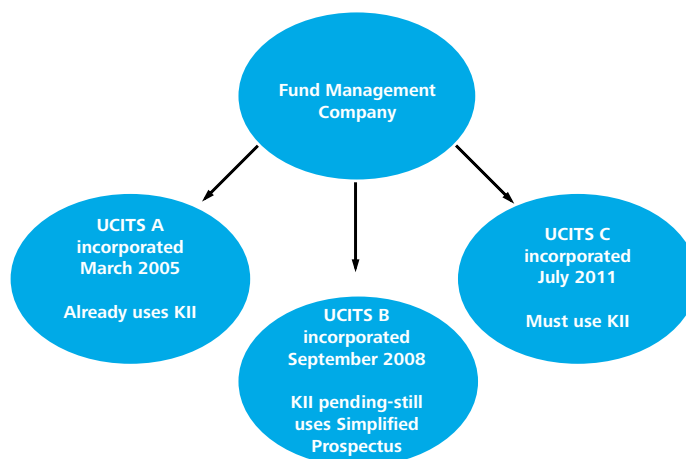 Fund Management
Company
UCITS A
incorporated
March 2005
Already uses KII
UCITS B
incorporated
September 2008
KII pending-still
uses Simplified
Prospectus
UCITS C
incorporated
July 2011
Must use KII